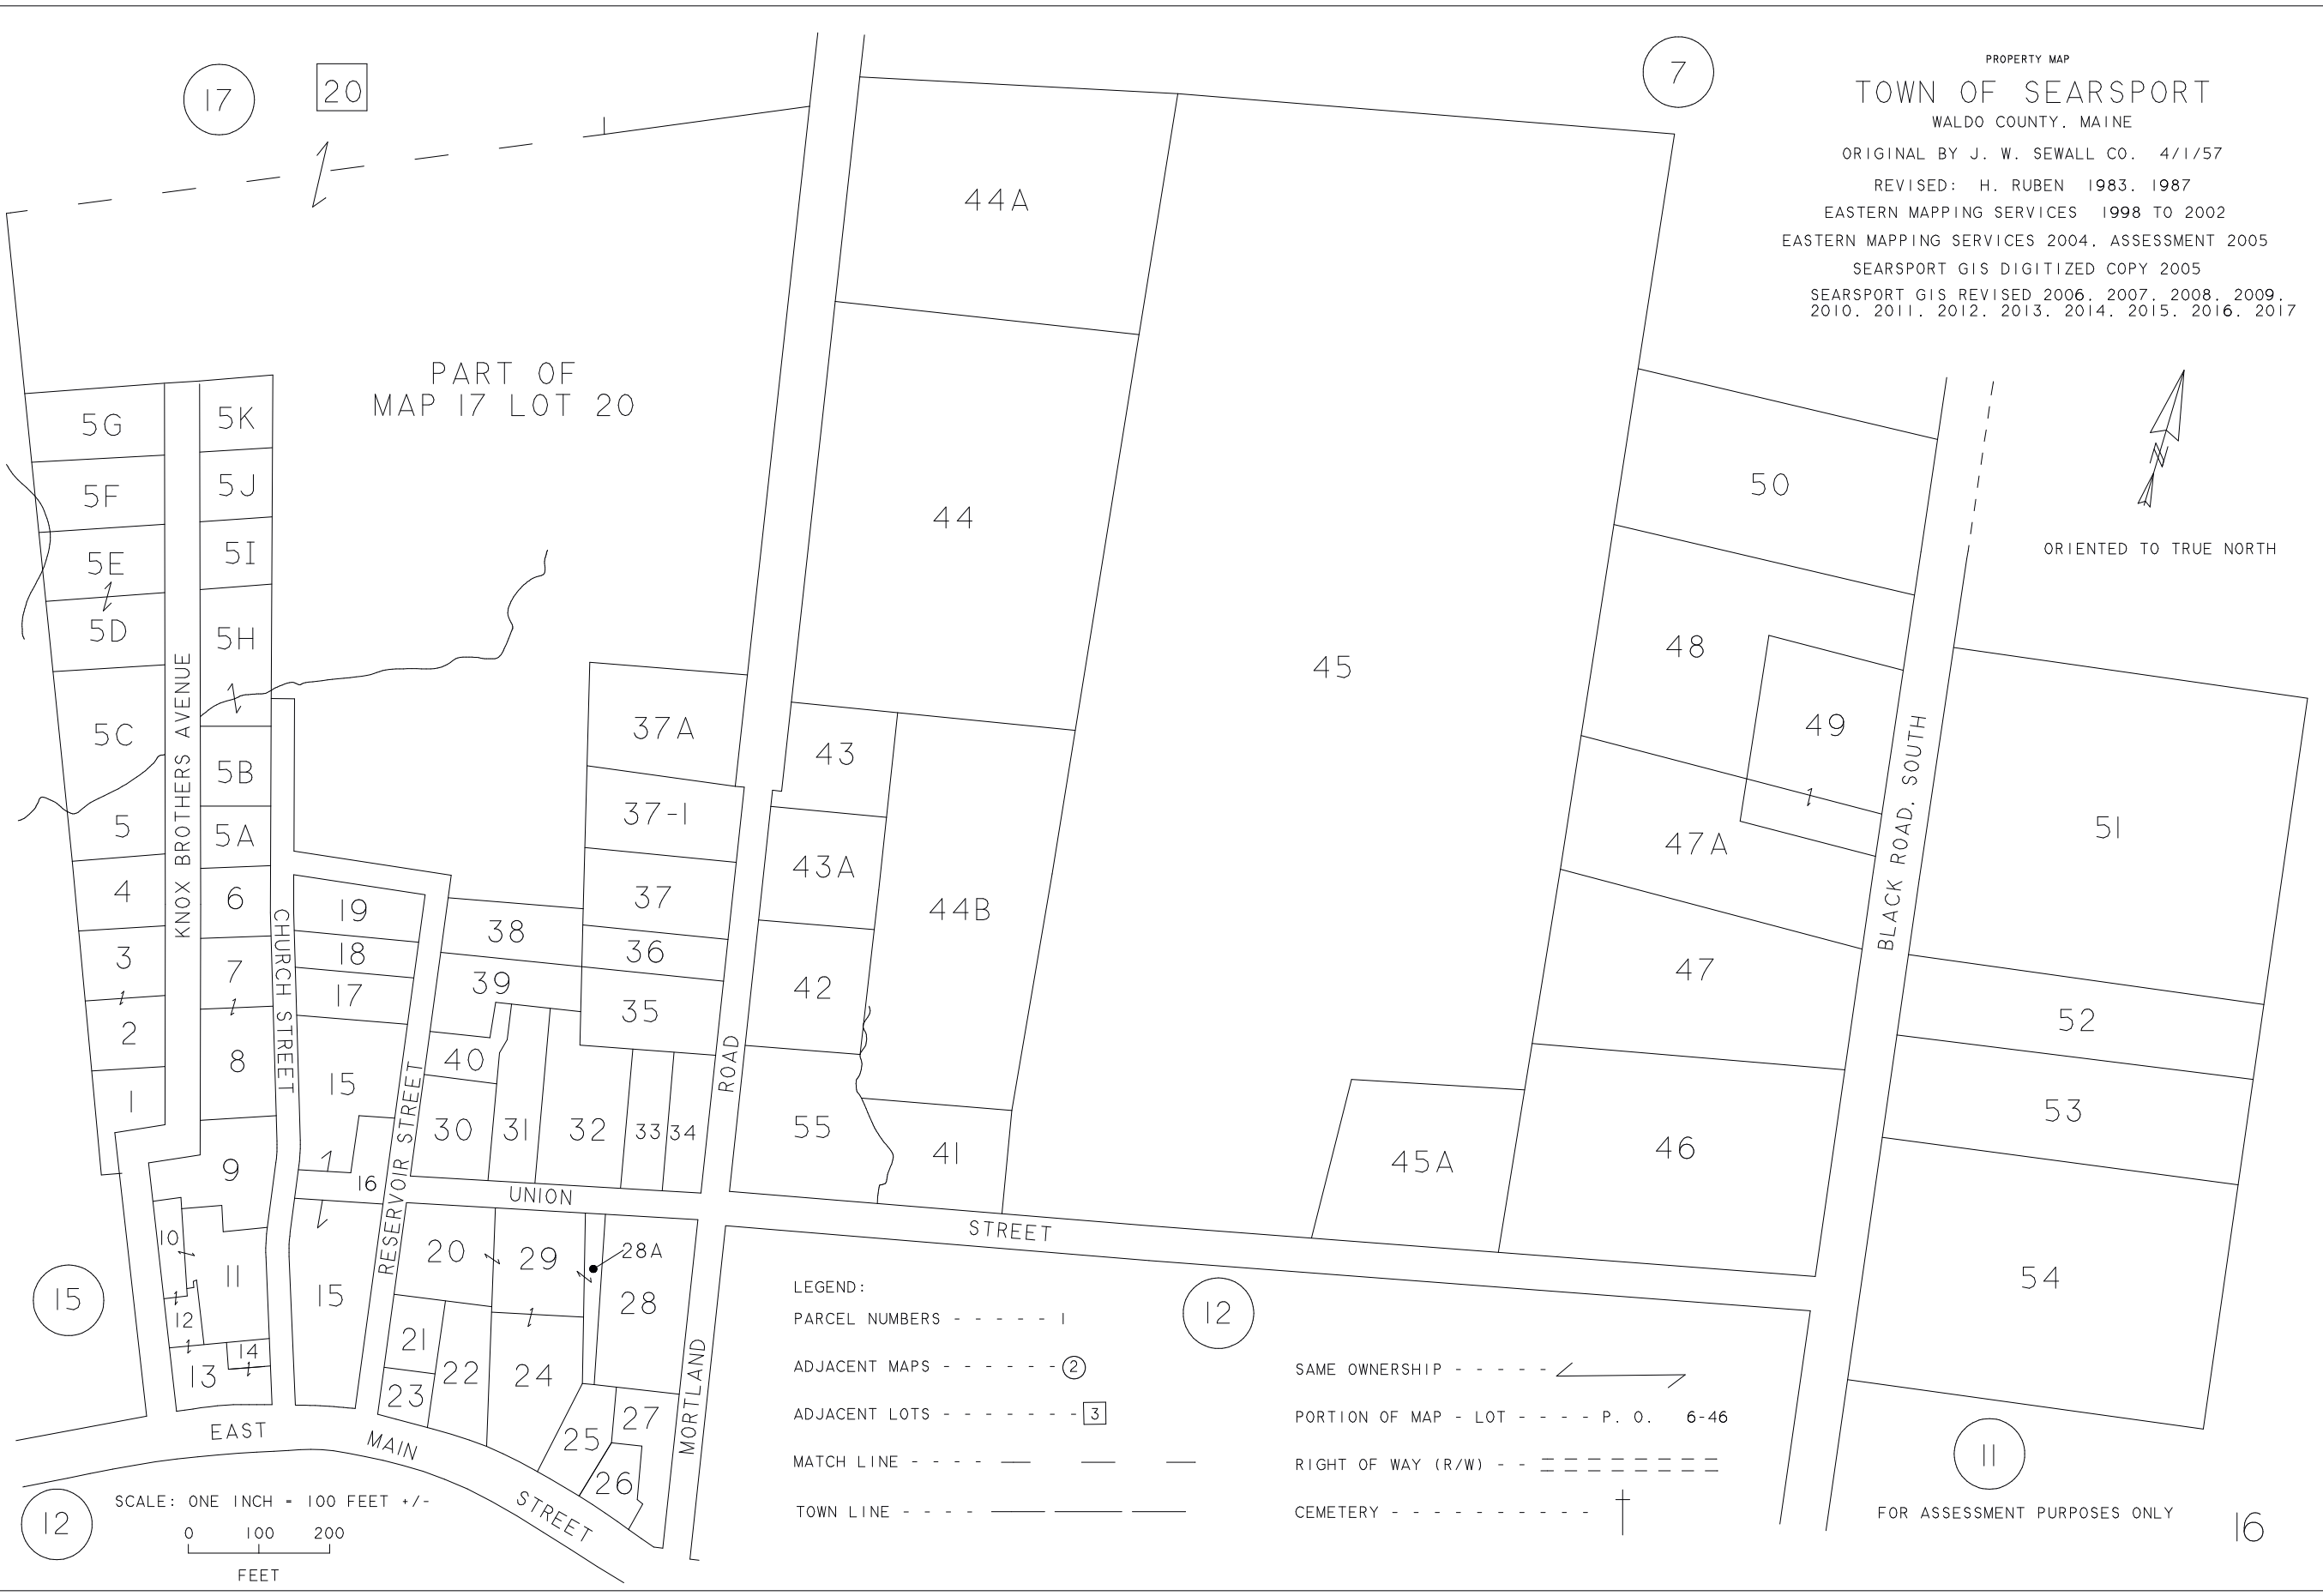 PROPERTY MAP
TOWN OF SEARSPORT
WALDO COUNTY, MAINE
ORIGINAL BY J. W. SEWALL CO. 4/1/57
REVISED: H. RUBEN 1983, 1987
EASTERN MAPPING SERVICES 1998 TO 2002
EASTERN MAPPING SERVICES 2004, ASSESSMENT 2005
SEARSPORT GIS DIGITIZED COPY 2005
SEARSPORT GIS REVISED 2006, 2007, 2008, 2009,
2010, 2011, 2012, 2013, 2014, 2015, 2016, 2017
N
ORIENTED TO TRUE NORTH
17
20
7
PART OF
MAP 17 LOT 20
5G
5F
5E
5D
5C
5
4
3
2
1
KNOX BROTHERS AVENUE
5K
5J
5I
5H
5B
5A
6
7
8
9
10
11
12
13
14
CHURCH STREET
19
18
17
15
16
15
RESERVOIR STREET
38
39
40
30
31
32
33
34
37A
37-1
37
36
35
ROAD
UNION
STREET
20
29
28A
28
21
22
23
24
25
26
27
MORTLAND
EAST
MAIN
STREET
44A
44
43
43A
42
44B
55
41
45
45A
50
48
49
47A
47
46
BLACK ROAD, SOUTH
51
52
53
54
15
12
12
11
LEGEND:
PARCEL NUMBERS - - - - - 1
ADJACENT MAPS - - - - - - 2
ADJACENT LOTS - - - - - - - 3
MATCH LINE - - - -
TOWN LINE - - - -
SAME OWNERSHIP - - - - -
PORTION OF MAP - LOT - - - - P. O. 6-46
RIGHT OF WAY (R/W) - -
CEMETERY - - - - - - - - - -
SCALE: ONE INCH = 100 FEET +/-
0 100 200
FEET
FOR ASSESSMENT PURPOSES ONLY
16